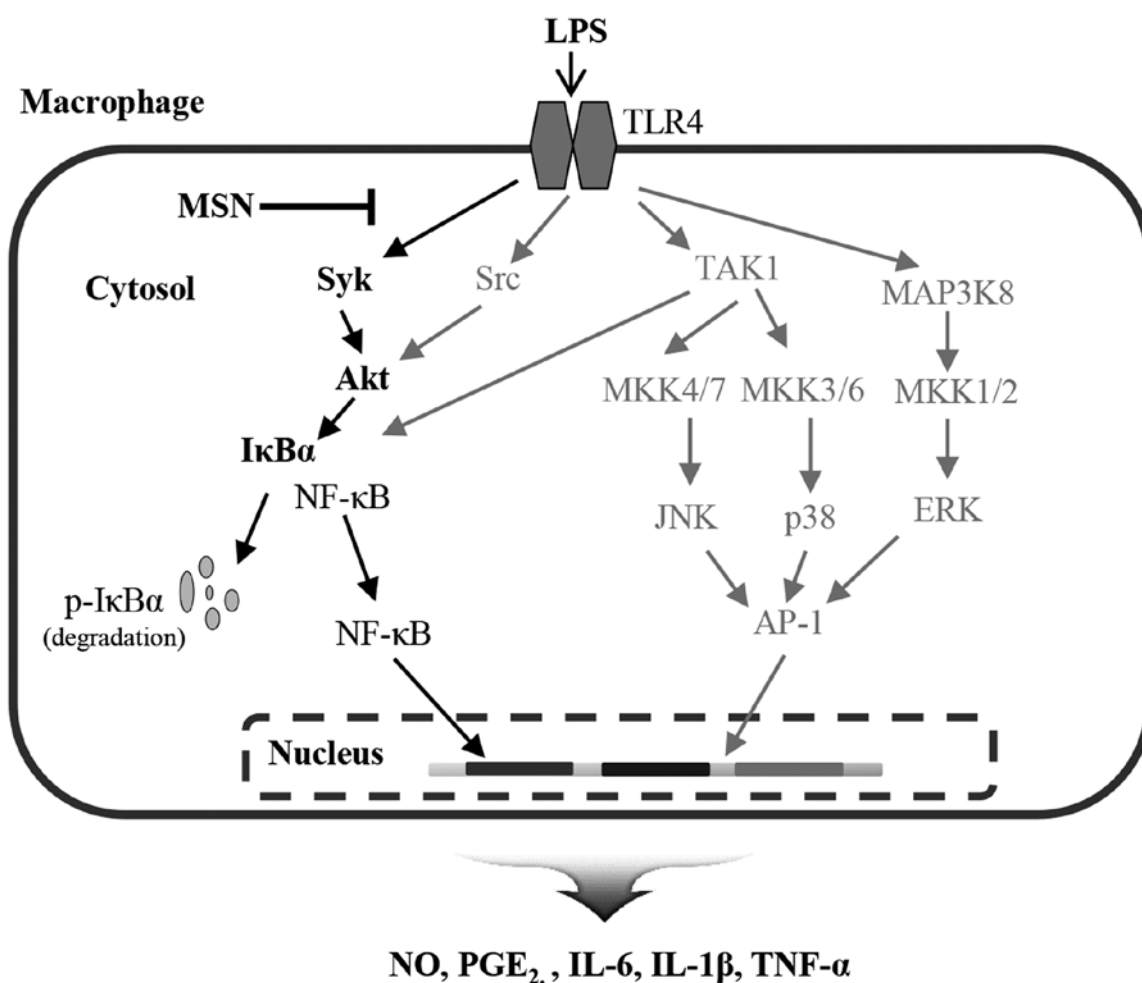 LPS
Macrophage
TLR4
MSN
Cytosol
Syk
Src
TAK1
MAP3K8
Akt
MKK4/7
MKK3/6
MKK1/2
IκBα
NF-κB
JNK
p38
ERK
p-IκBα
(degradation)
NF-κB
AP-1
Nucleus
NO, PGE2, , IL-6, IL-1β, TNF-α